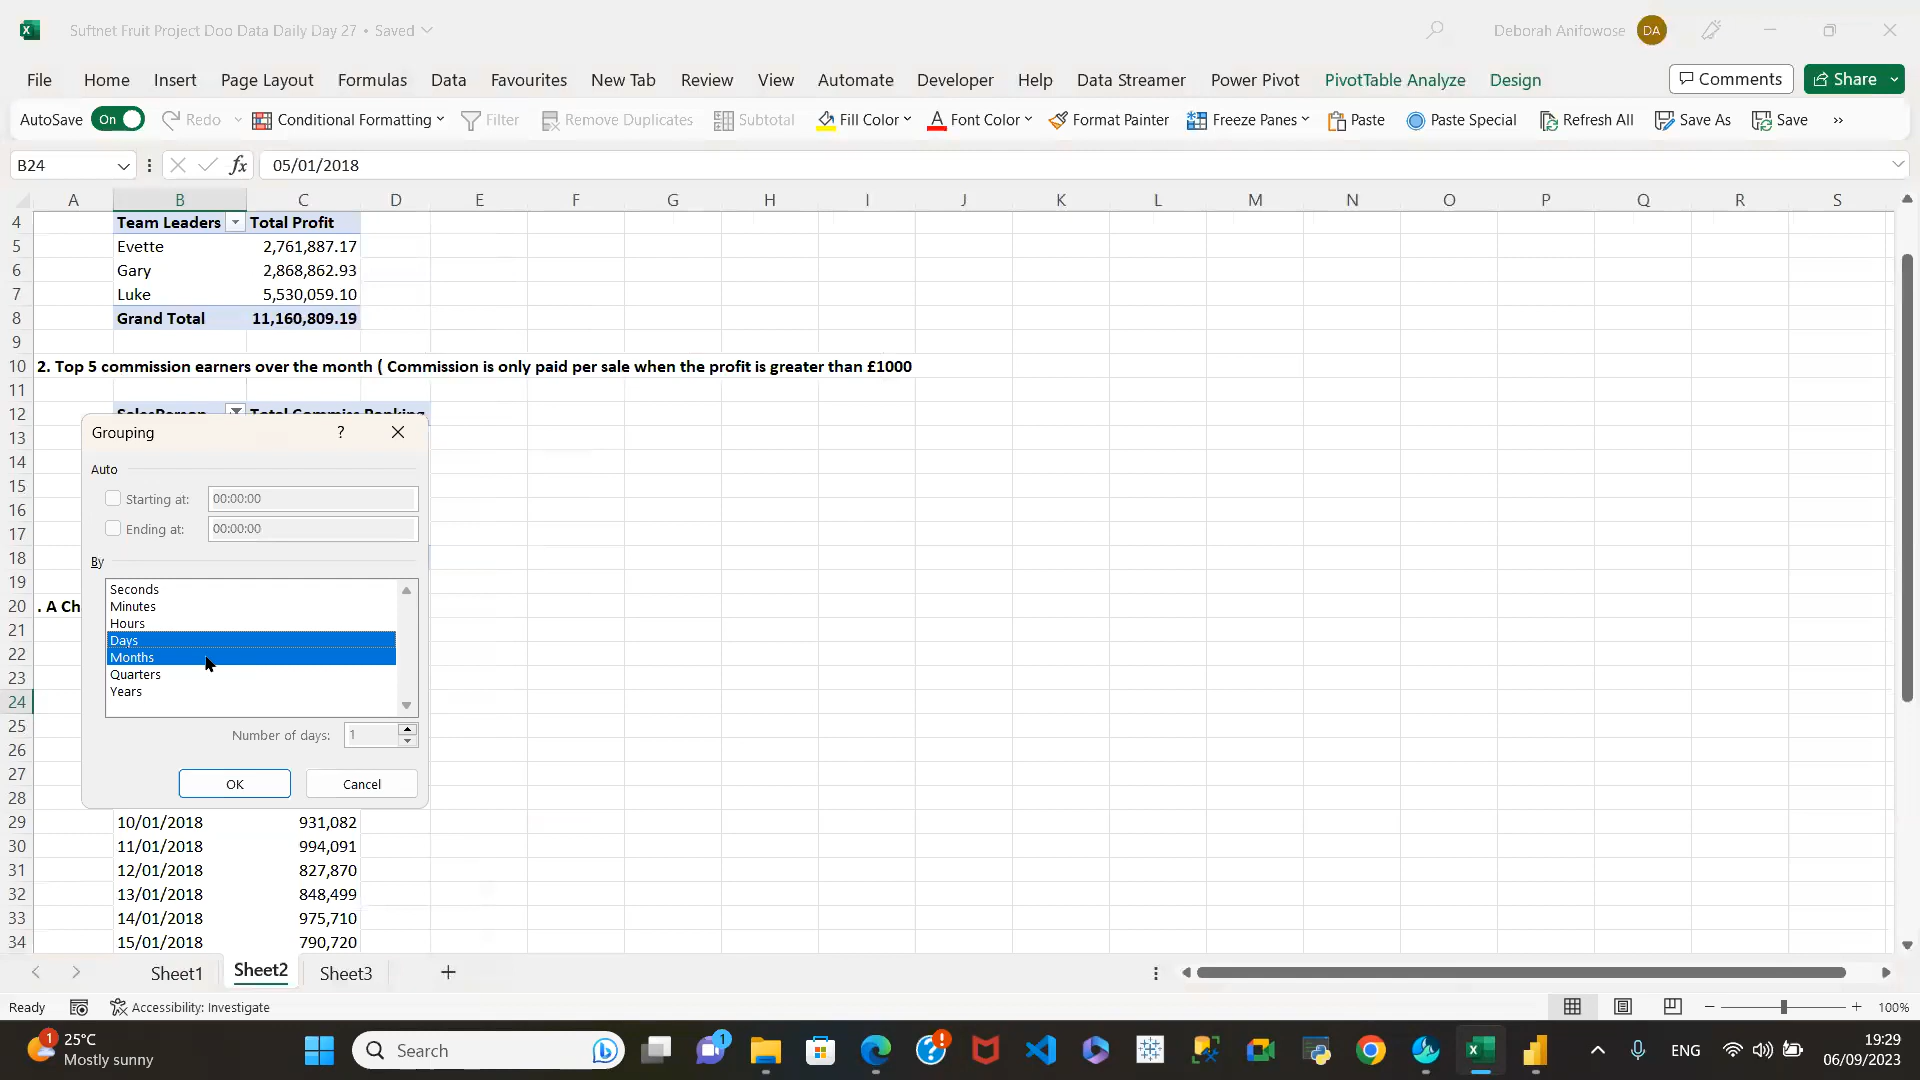 Suftnet Fruit Project Doo Data Daily Day 27 • Saved
Deborah Anifowose DA
File Home Insert Page Layout Formulas Data Favourites New Tab Review View Automate Developer Help Data Streamer Power Pivot PivotTable Analyze Design Comments Share
AutoSave On Redo Conditional Formatting Filter Remove Duplicates Subtotal Fill Color Font Color Format Painter Freeze Panes Paste Paste Special Refresh All Save As Save
B24 fx 05/01/2018
A B C D E F G H I J K L M N O P Q R S
4 Team Leaders Total Profit
5 Evette 2,761,887.17
6 Gary 2,868,862.93
7 Luke 5,530,059.10
8 Grand Total 11,160,809.19
9
10 2. Top 5 commission earners over the month ( Commission is only paid per sale when the profit is greater than £1000
11
12 SalesPerson Total Commiss Ranking
13
14
15
16
17
18
19
20 . A Ch
21
22
23
24
25
26
27
28
Grouping ?
Auto
Starting at: 00:00:00
Ending at: 00:00:00
By
Seconds
Minutes
Hours
Days
Months
Quarters
Years
Number of days: 1
OK Cancel
29 10/01/2018 931,082
30 11/01/2018 994,091
31 12/01/2018 827,870
32 13/01/2018 848,499
33 14/01/2018 975,710
34 15/01/2018 790,720
Sheet1 Sheet2 Sheet3
Ready Accessibility: Investigate 100%
1 25°C
Mostly sunny
Search
1
ENG
19:29
06/09/2023